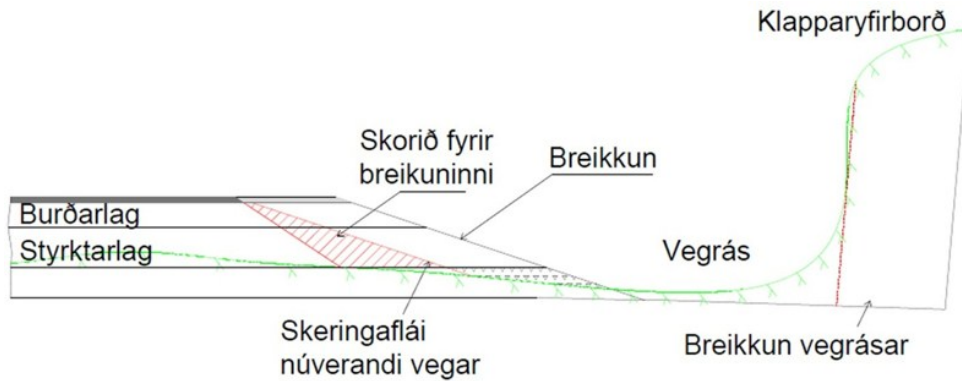 Klapparyfirborð
Skorið fyrir
breikuninni
Breikkun
Burðarlag
Styrktarlag
Vegrás
Skeringaflái
núverandi vegar
Breikkun vegrásar